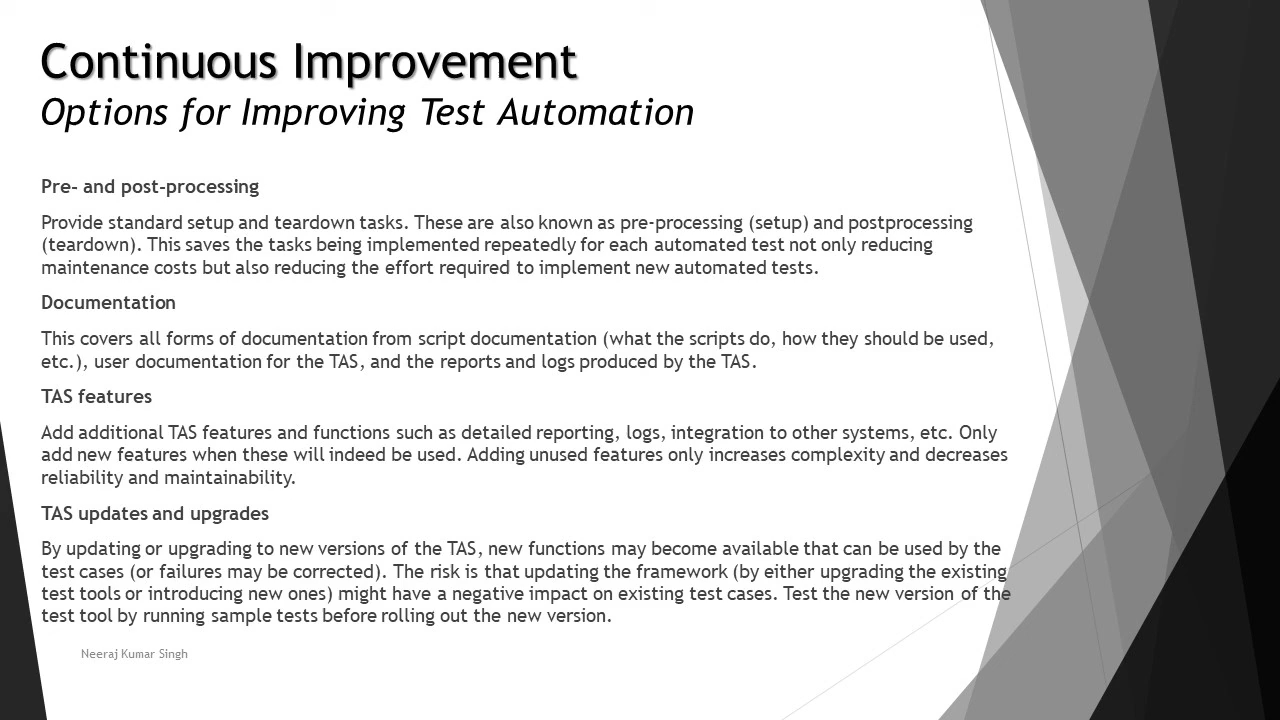 Continuous Improvement
Options for Improving Test Automation
Pre- and post-processing
Provide standard setup and teardown tasks. These are also known as pre-processing (setup) and postprocessing
(teardown). This saves the tasks being implemented repeatedly for each automated test not only reducing
maintenance costs but also reducing the effort required to implement new automated tests.
Documentation
This covers all forms of documentation from script documentation (what the scripts do, how they should be used,
etc.), user documentation for the TAS, and the reports and logs produced by the TAS.
TAS features
Add additional TAS features and functions such as detailed reporting, logs, integration to other systems, etc. Only
add new features when these will indeed be used. Adding unused features only increases complexity and decreases
reliability and maintainability.
TAS updates and upgrades
By updating or upgrading to new versions of the TAS, new functions may become available that can be used by the
test cases (or failures may be corrected). The risk is that updating the framework (by either upgrading the existing
test tools or introducing new ones) might have a negative impact on existing test cases. Test the new version of the
test tool by running sample tests before rolling out the new version.
Neeraj Kumar Singh